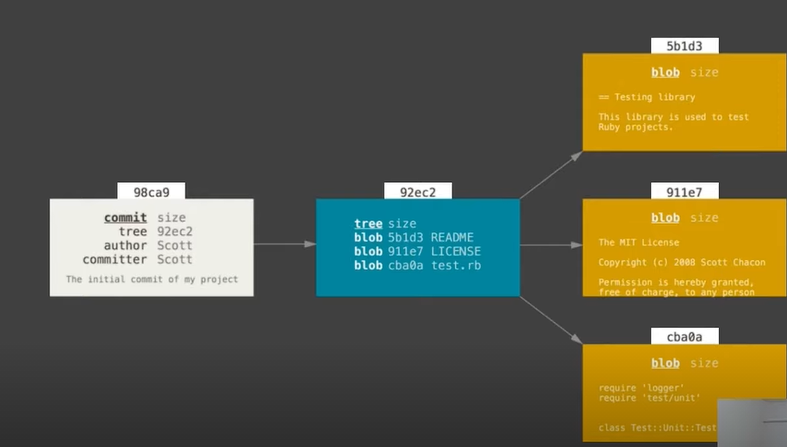 98ca9
commit size
tree 92ec2
author Scott
committer Scott
The initial commit of my project
92ec2
tree size
blob 5b1d3 README
blob 911e7 LICENSE
blob cba0a test.rb
5b1d3
blob size
== Testing library
This library is used to test
Ruby projects.
911e7
blob size
The MIT License
Copyright (c) 2008 Scott Chacon
Permission is hereby granted,
free of charge, to any person
cba0a
blob size
require 'logger'
require 'test/unit'
class Test::Unit::Test